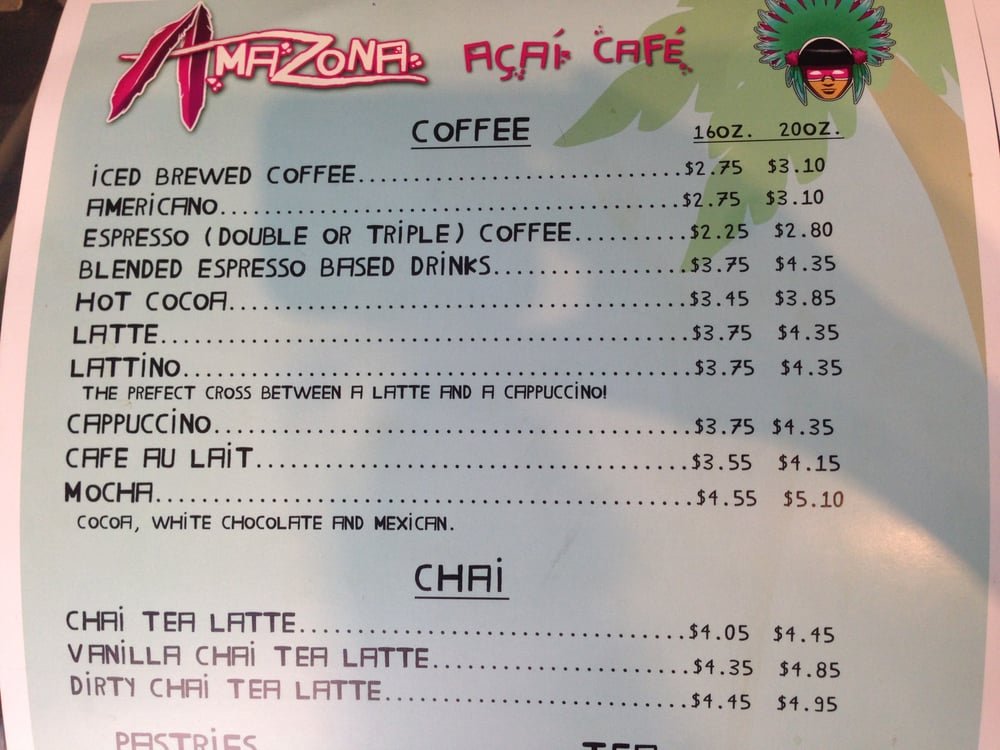 AMAZONA AÇAÍ CAFÉ
COFFEE 16OZ. 20OZ.
ICED BREWED COFFEE................................$2.75 $3.10
AMERICANO................................$2.75 $3.10
ESPRESSO (DOUBLE OR TRIPLE) COFFEE..........$2.25 $2.80
BLENDED ESPRESSO BASED DRINKS.................$3.75 $4.35
HOT COCOA................................$3.45 $3.85
LATTE................................$3.75 $4.35
LATTINO................................$3.75 $4.35
THE PREFECT CROSS BETWEEN A LATTE AND A CAPPUCCINO!
CAPPUCCINO................................$3.75 $4.35
CAFE AU LAIT................................$3.55 $4.15
MOCHA................................$4.55 $5.10
COCOA, WHITE CHOCOLATE AND MEXICAN.
CHAI
CHAI TEA LATTE................................$4.05 $4.45
VANILLA CHAI TEA LATTE......................$4.35 $4.85
DIRTY CHAI TEA LATTE..........................$4.45 $4.95
PASTRIES TEA